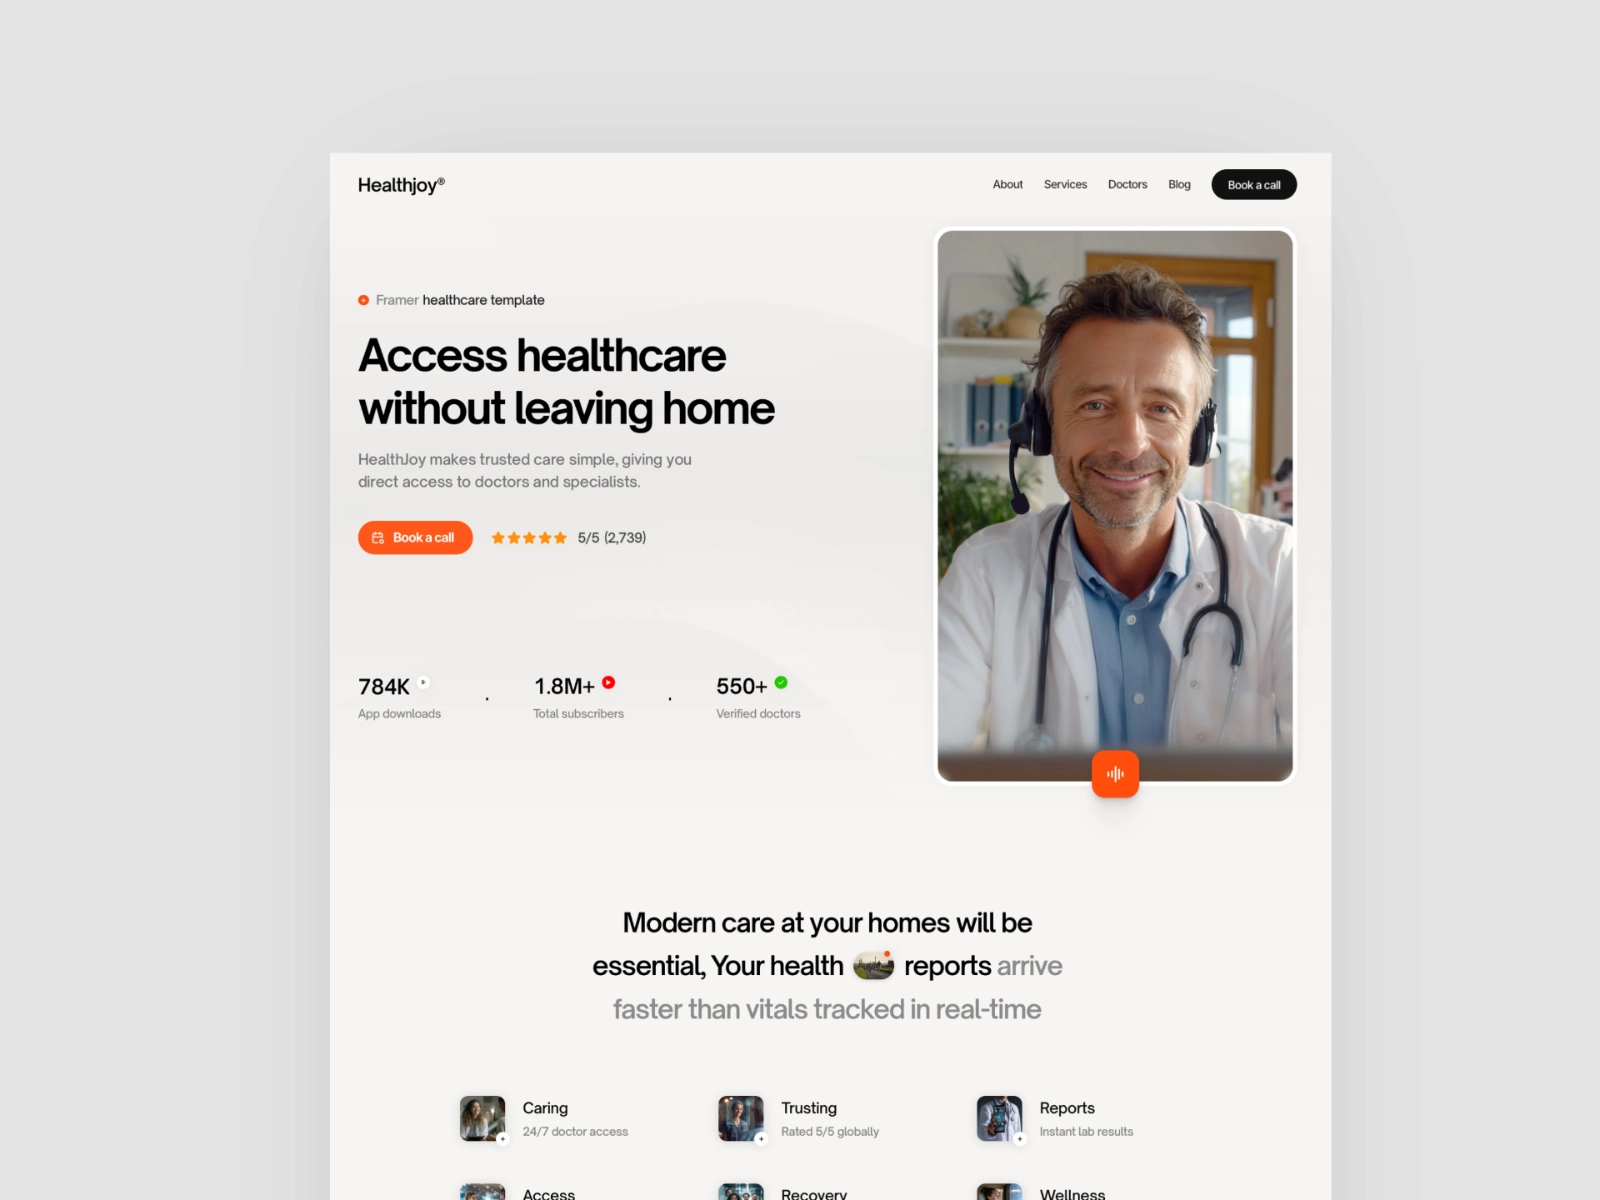 Healthjoy®
About
Services
Doctors
Blog
Book a call
Framer healthcare template
Access healthcare
without leaving home
HealthJoy makes trusted care simple, giving you
direct access to doctors and specialists.
Book a call
5/5 (2,739)
784K
App downloads
1.8M+
Total subscribers
550+
Verified doctors
Modern care at your homes will be
essential, Your health reports arrive
faster than vitals tracked in real-time
Caring
24/7 doctor access
Trusting
Rated 5/5 globally
Reports
Instant lab results
Access
Recovery
Wellness